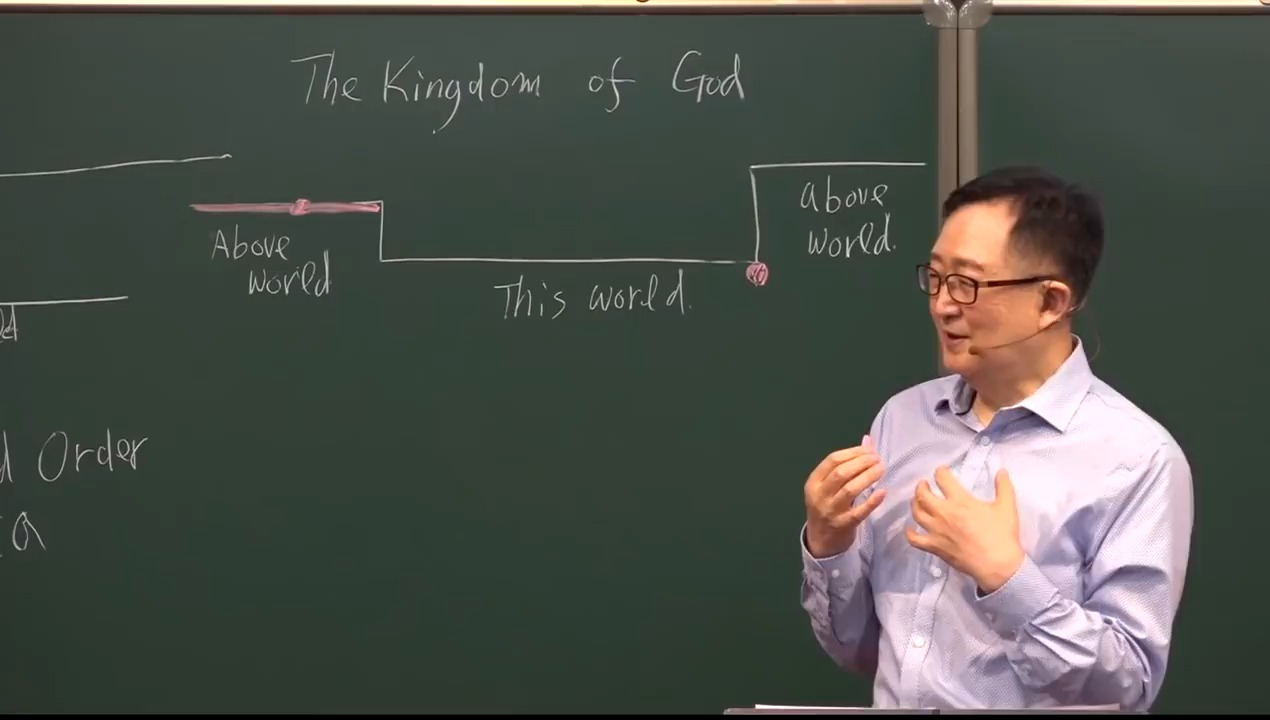 The Kingdom of God
Above
world
This world.
above
world.
Order